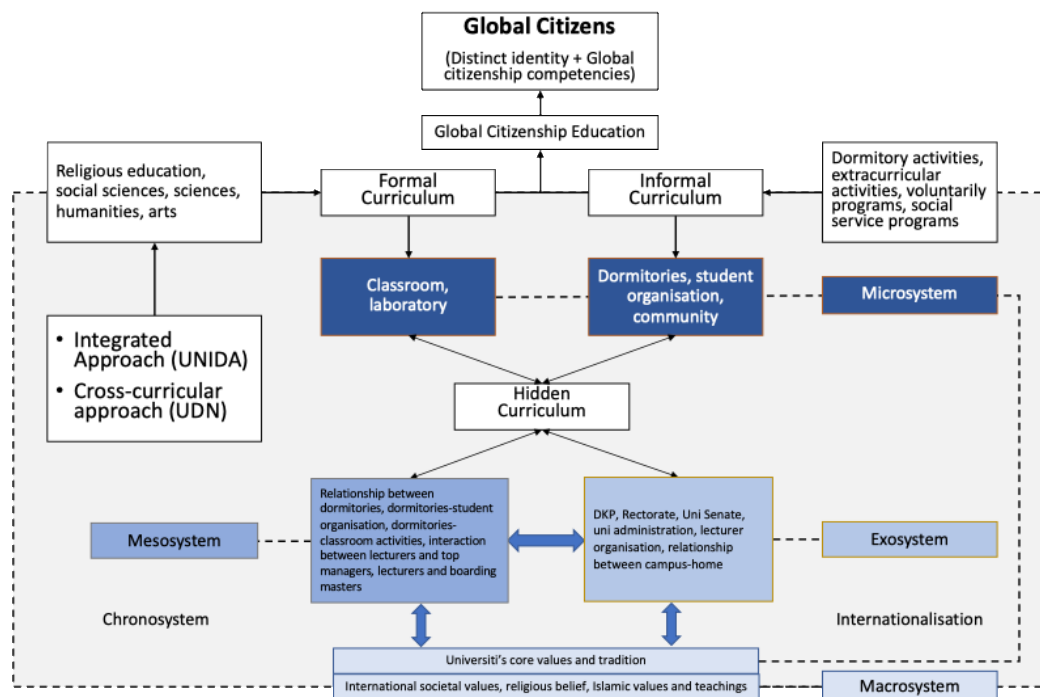 Global Citizens
(Distinct identity + Global
citizenship competencies)
Global Citizenship Education
Religious education,
social sciences, sciences,
humanities, arts
Formal
Curriculum
Informal
Curriculum
Dormitory activities,
extracurricular
activities, voluntarily
programs, social
service programs
Classroom,
laboratory
Dormitories, student
organisation,
community
Microsystem
• Integrated
Approach (UNIDA)
• Cross-curricular
approach (UDN)
Hidden
Curriculum
Mesosystem
Relationship between
dormitories, dormitories-student
organisation, dormitories-
classroom activities, interaction
between lecturers and top
managers, lecturers and boarding
masters
DKP, Rectorate, Uni Senate,
uni administration, lecturer
organisation, relationship
between campus-home
Exosystem
Chronosystem
Internationalisation
Universiti's core values and tradition
International societal values, religious belief, Islamic values and teachings
Macrosystem